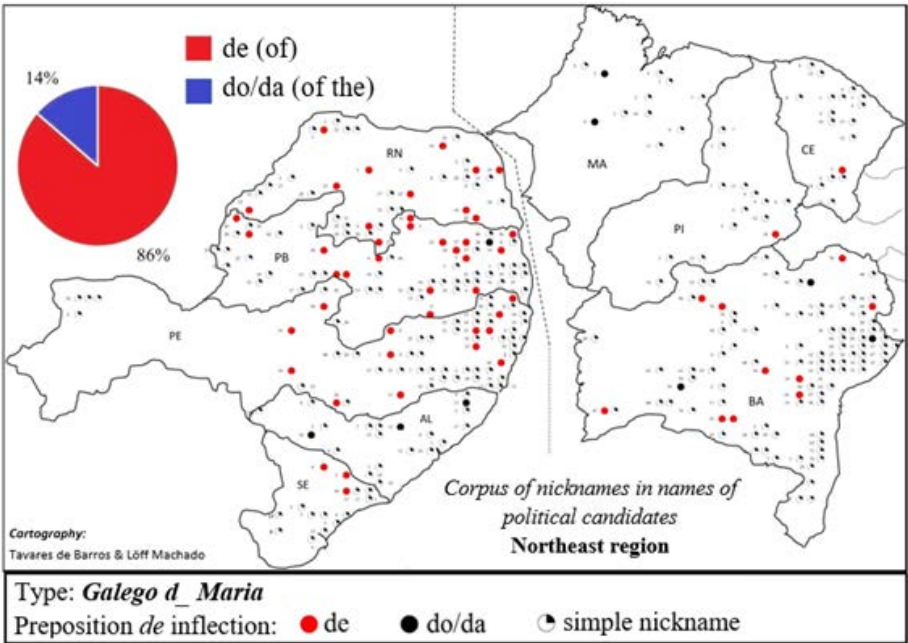 de (of)
do/da (of the)
14%
86%
RN
PB
PE
AL
SE
MA
PI
CE
BA
Corpus of nicknames in names of
political candidates
Northeast region
Cartography:
Tavares de Barros & Löff Machado
Type: Galego d_ Maria
Preposition de inflection: de do/da simple nickname